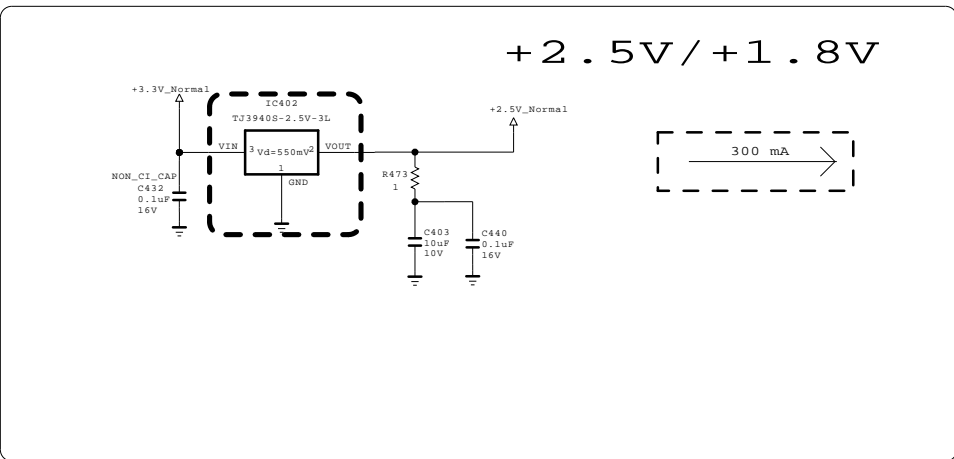 +2.5V/+1.8V
+3.3V_Normal
IC402
TJ3940S-2.5V-3L
+2.5V_Normal
VIN
3 Vd=550mV 2
VOUT
1
GND
300 mA
NON_CI_CAP
C432
0.1uF
16V
R473
1
C403
10uF
10V
C440
0.1uF
16V